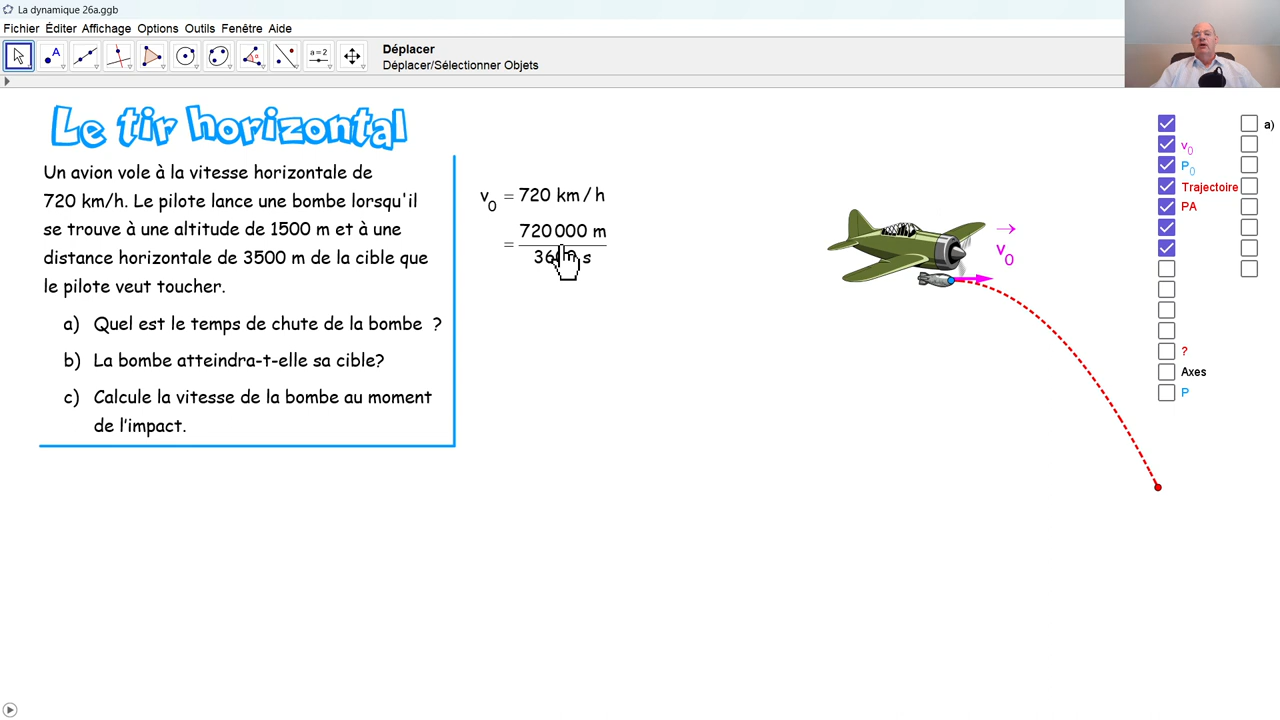 La dynamique 26a.ggb
Fichier Éditer Affichage Options Outils Fenêtre Aide
A
a=2
Déplacer
Déplacer/Sélectionner Objets
Le tir horizontal
Un avion vole à la vitesse horizontale de
720 km/h. Le pilote lance une bombe lorsqu'il
se trouve à une altitude de 1500 m et à une
distance horizontale de 3500 m de la cible que
le pilote veut toucher.
a) Quel est le temps de chute de la bombe ?
b) La bombe atteindra-t-elle sa cible?
c) Calcule la vitesse de la bombe au moment
de l'impact.
v0 = 720 km / h
= 720 000 m
s
v0
a)
v0
P0
Trajectoire
PA
?
Axes
P